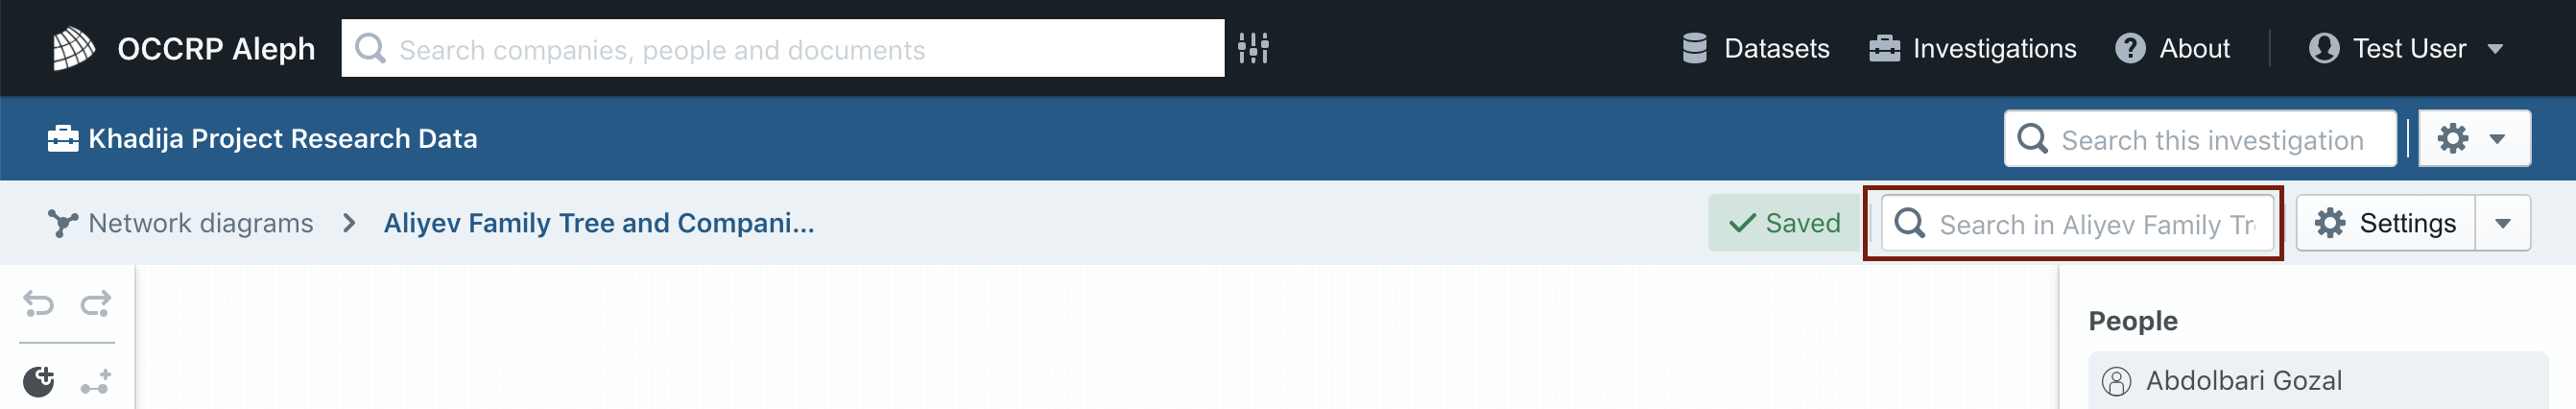 OCCRP Aleph Search companies, people and documents Datasets Investigations About Test User
Khadija Project Research Data Search this investigation
Network diagrams Aliyev Family Tree and Compani... Saved Search in Aliyev Family Tr Settings
People
Abdolbari Gozal